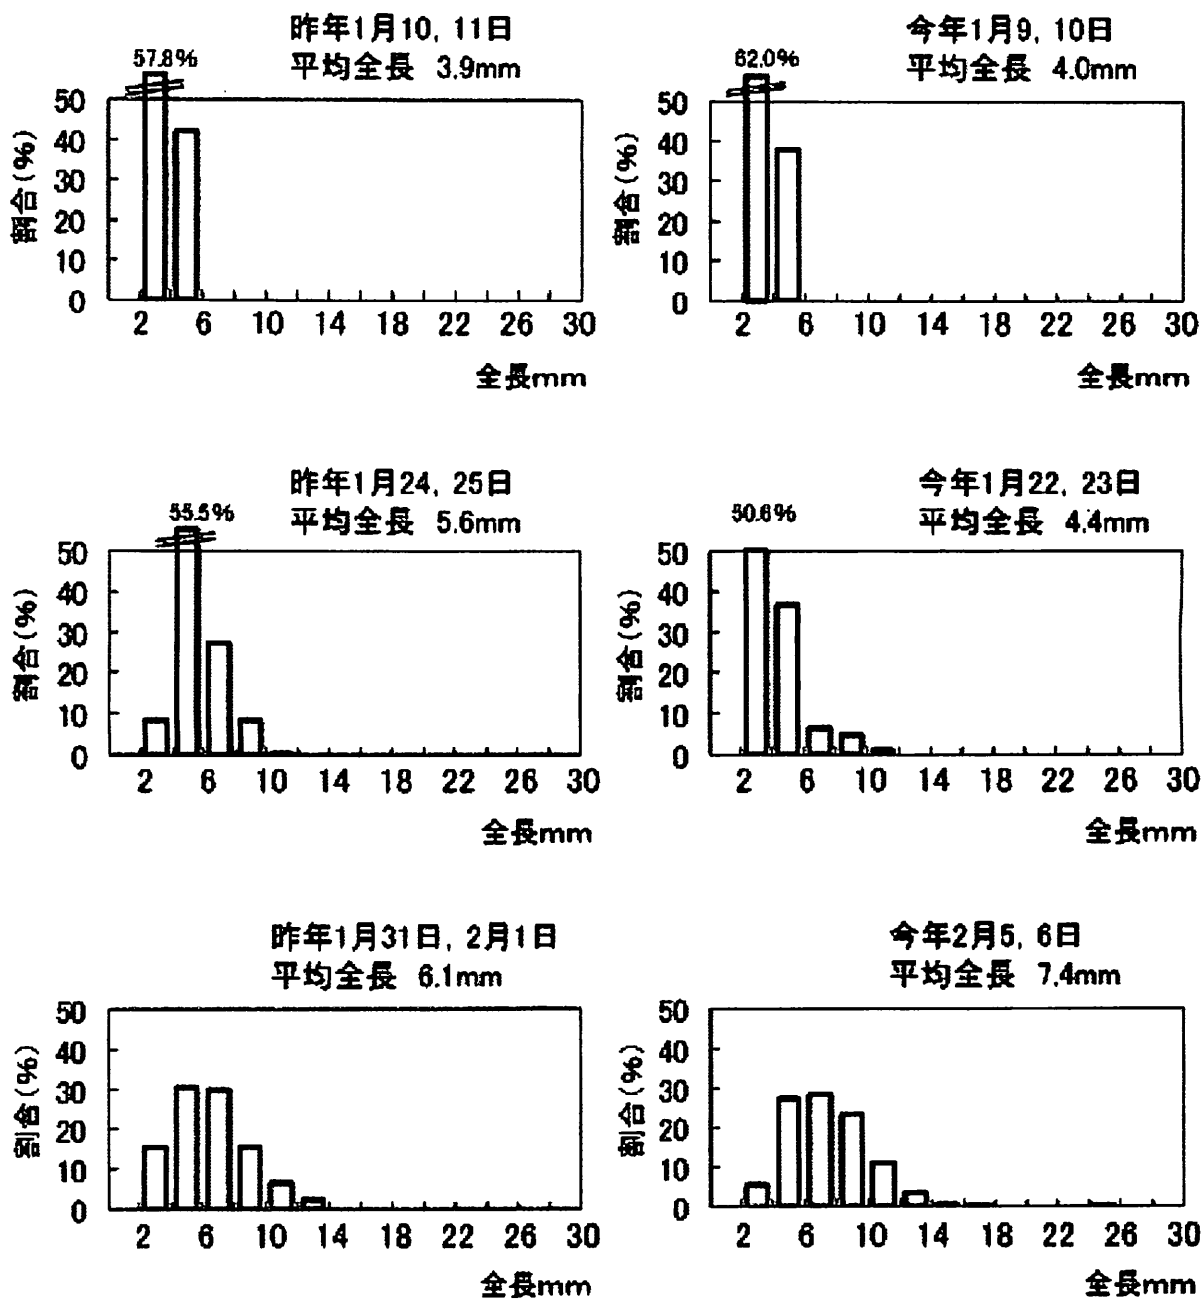 昨年1月10, 11日
平均全長 3.9mm
57.8%
割合(%)
50
40
30
20
10
0
2 6 10 14 18 22 26 30
全長mm
今年1月9, 10日
平均全長 4.0mm
62.0%
割合(%)
50
40
30
20
10
0
2 6 10 14 18 22 26 30
全長mm
昨年1月24, 25日
平均全長 5.6mm
55.5%
割合(%)
50
40
30
20
10
0
2 6 10 14 18 22 26 30
全長mm
今年1月22, 23日
平均全長 4.4mm
50.6%
割合(%)
50
40
30
20
10
0
2 6 10 14 18 22 26 30
全長mm
昨年1月31日, 2月1日
平均全長 6.1mm
割合(%)
50
40
30
20
10
0
2 6 10 14 18 22 26 30
全長mm
今年2月5, 6日
平均全長 7.4mm
割合(%)
50
40
30
20
10
0
2 6 10 14 18 22 26 30
全長mm